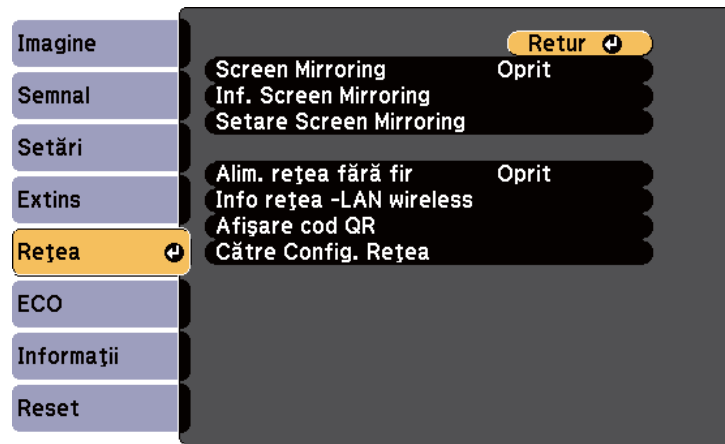 Imagine
Semnal
Setări
Extins
Reţea
ECO
Informaţii
Reset
Retur
Screen Mirroring Oprit
Inf. Screen Mirroring
Setare Screen Mirroring
Alim. reţea fără fir Oprit
Info reţea -LAN wireless
Afişare cod QR
Către Config. Reţea